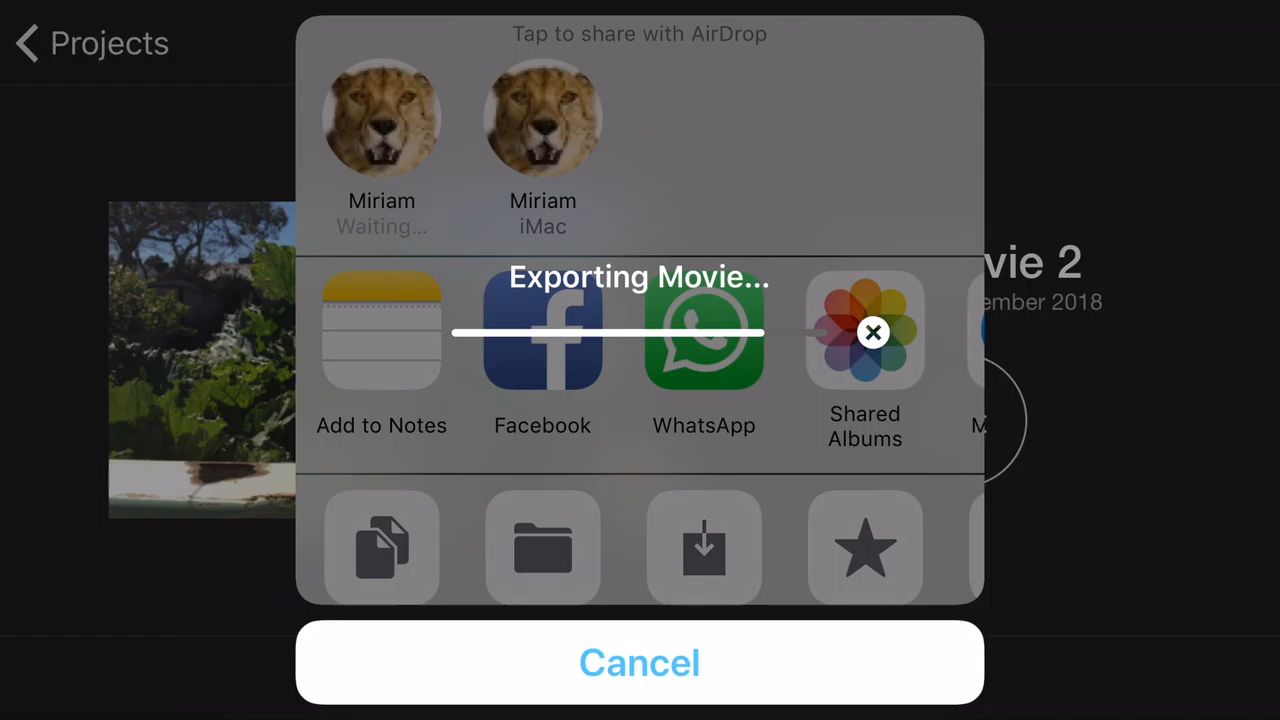 Projects
Tap to share with AirDrop
Miriam
Waiting...
Miriam
iMac
Exporting Movie...
vie 2
ember 2018
Add to Notes
Facebook
WhatsApp
Shared
Albums
M
Cancel